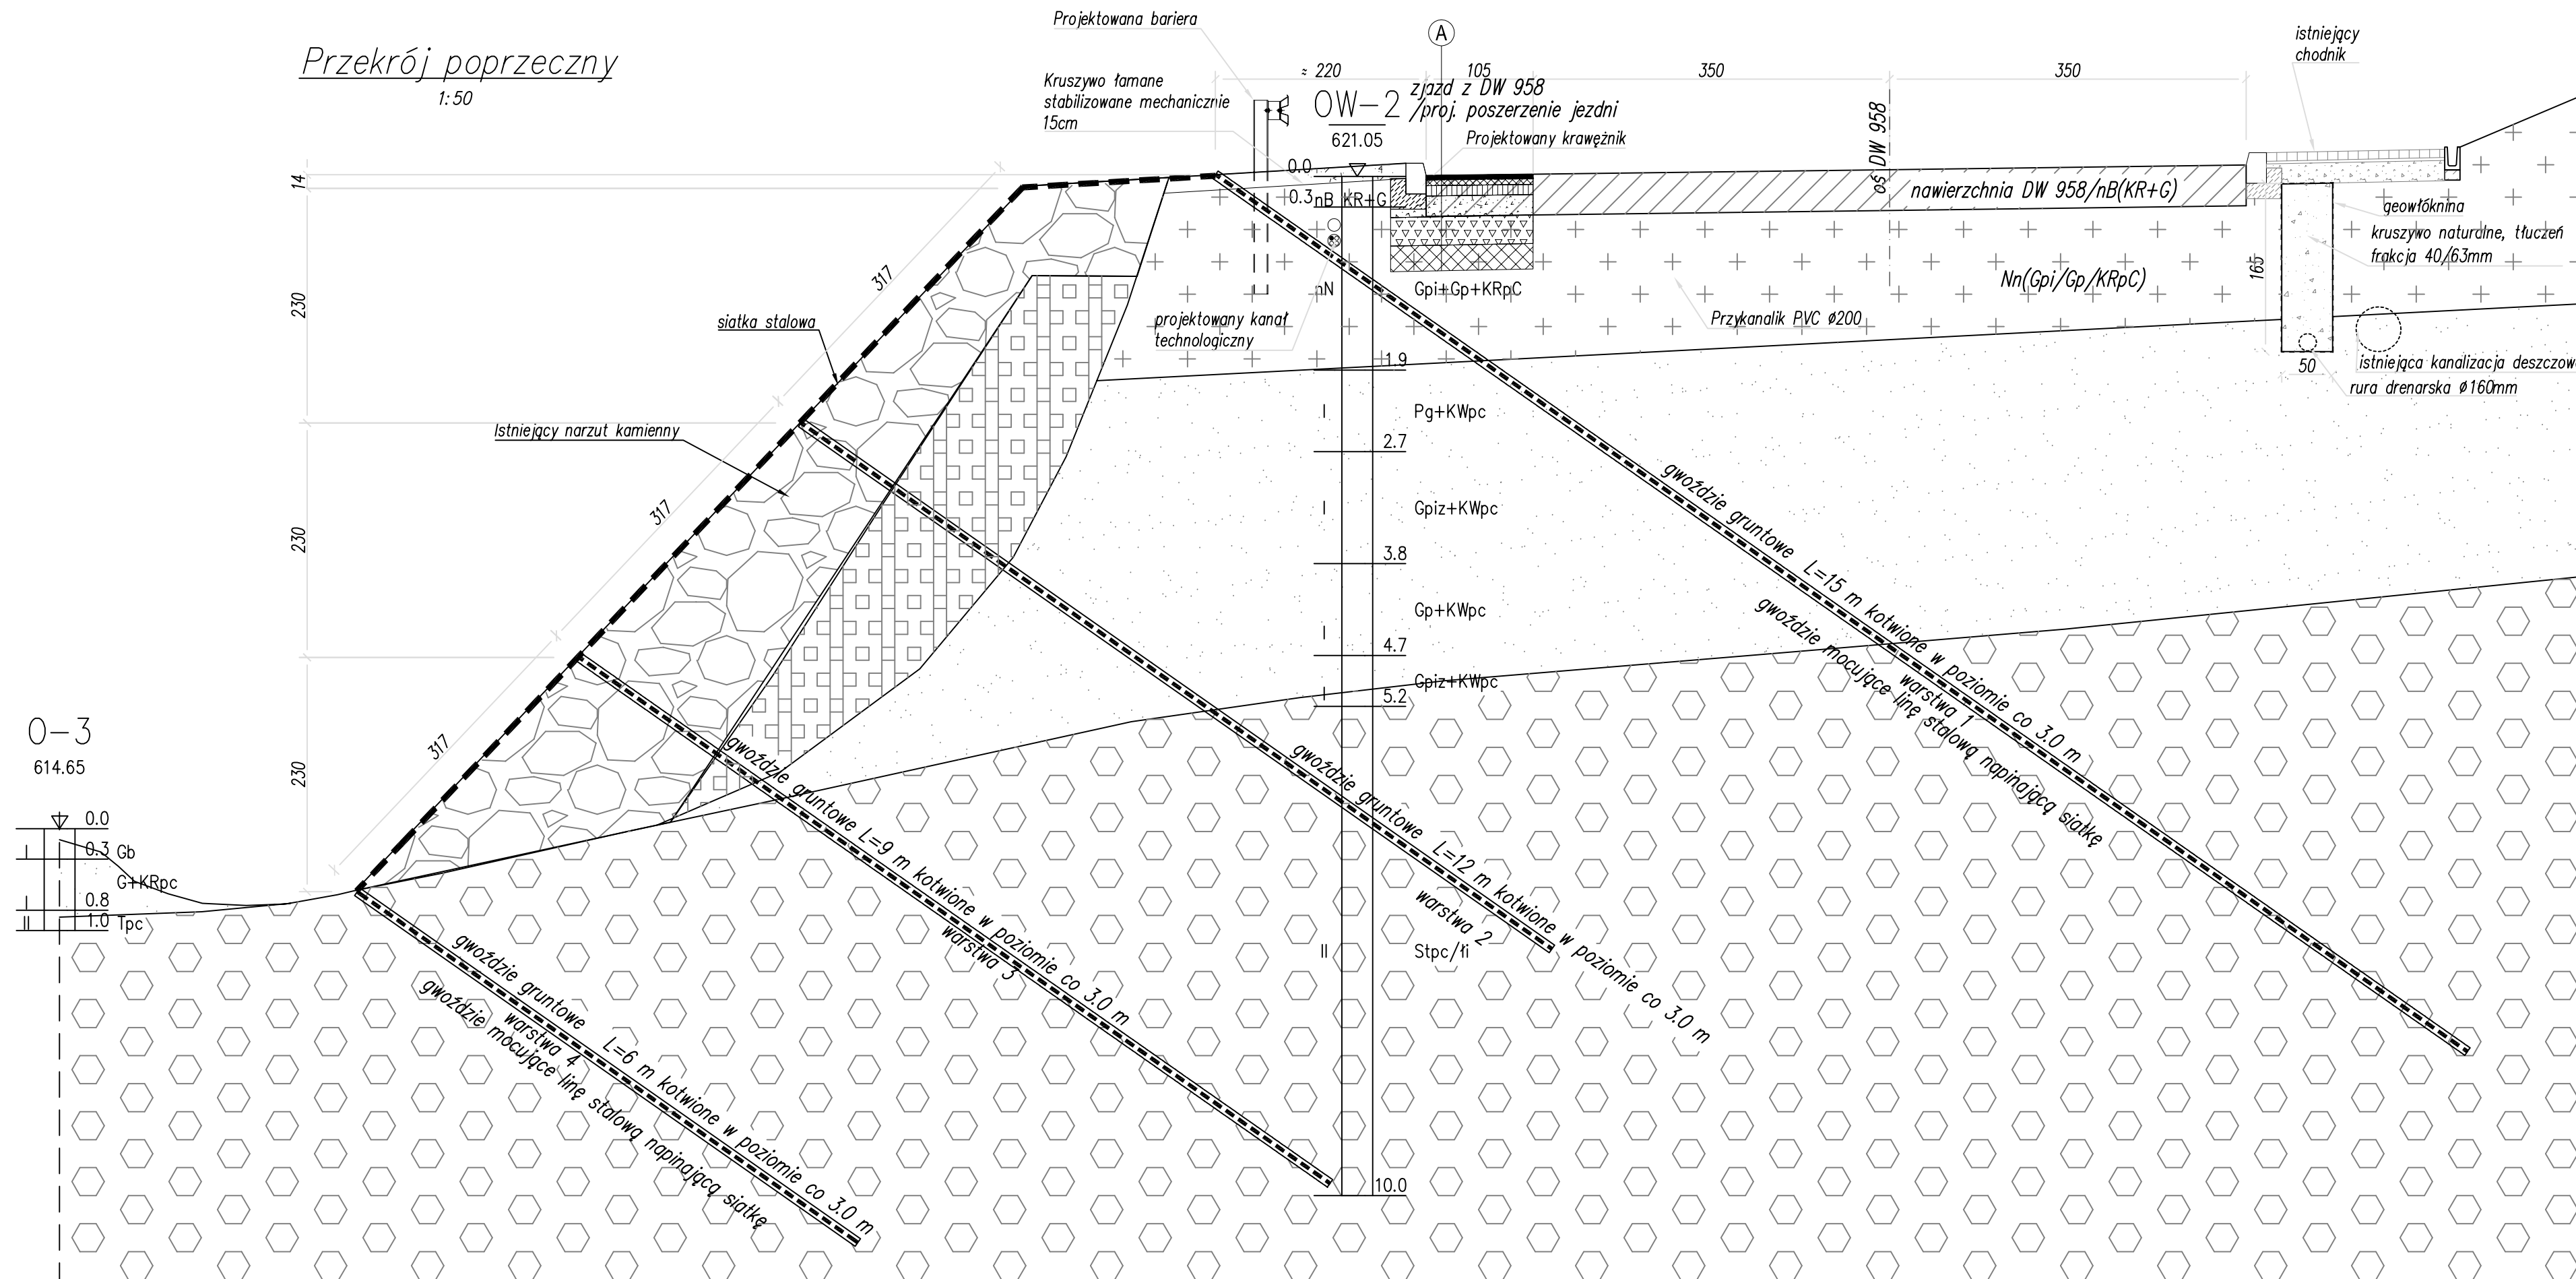 Przekrój poprzeczny
1:50
Projektowana bariera
Kruszywo łamane
stabilizowane mechanicznie
15cm
A
≈ 220
105
350
350
OW-2
621.05
zjazd z DW 958
/proj. poszerzenie jezdni
Projektowany krawężnik
oś DW 958
istniejący
chodnik
nawierzchnia DW 958/nB(KR+G)
geowłóknina
kruszywo naturalne, tłuczeń
frakcja 40/63mm
Nn(Gpi/Gp/KRpC)
165
Przykanalik PVC ø200
50
istniejąca kanalizacja deszczow
rura drenarska ø160mm
14
230
230
230
317
317
317
siatka stalowa
Istniejący narzut kamienny
projektowany kanał
technologiczny
0.0
0.3
nB KR+G
nN
Gpi+Gp+KRpC
1.9
I
Pg+KWpc
2.7
I
Gpiz+KWpc
3.8
I
Gp+KWpc
4.7
I
Gpiz+KWpc
5.2
II
Stpc/łi
10.0
gwoździe gruntowe L=15 m kotwione w poziomie co 3.0 m
warstwa 1
gwoździe mocujące linę stalową napinającą siatkę
gwoździe gruntowe L=12 m kotwione w poziomie co 3.0 m
warstwa 2
gwoździe gruntowe L=9 m kotwione w poziomie co 3.0 m
warstwa 3
gwoździe gruntowe L=6 m kotwione w poziomie co 3.0 m
warstwa 4
gwoździe mocujące linę stalową napinającą siatkę
O-3
614.65
0.0
I
0.3
Gb
G+KRpc
I
0.8
II
1.0
Tpc